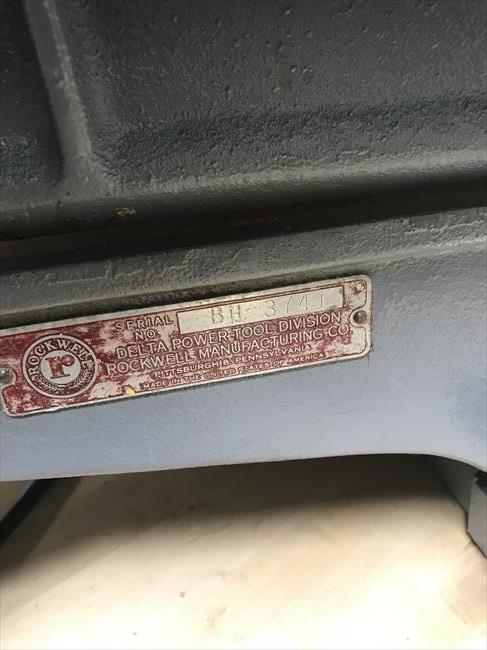 SERIAL NO. BH-3741
DELTA POWER TOOL DIVISION
ROCKWELL MANUFACTURING CO.
PITTSBURGH 8, PENNSYLVANIA
MADE IN THE UNITED STATES OF AMERICA
ROCKWELL
r